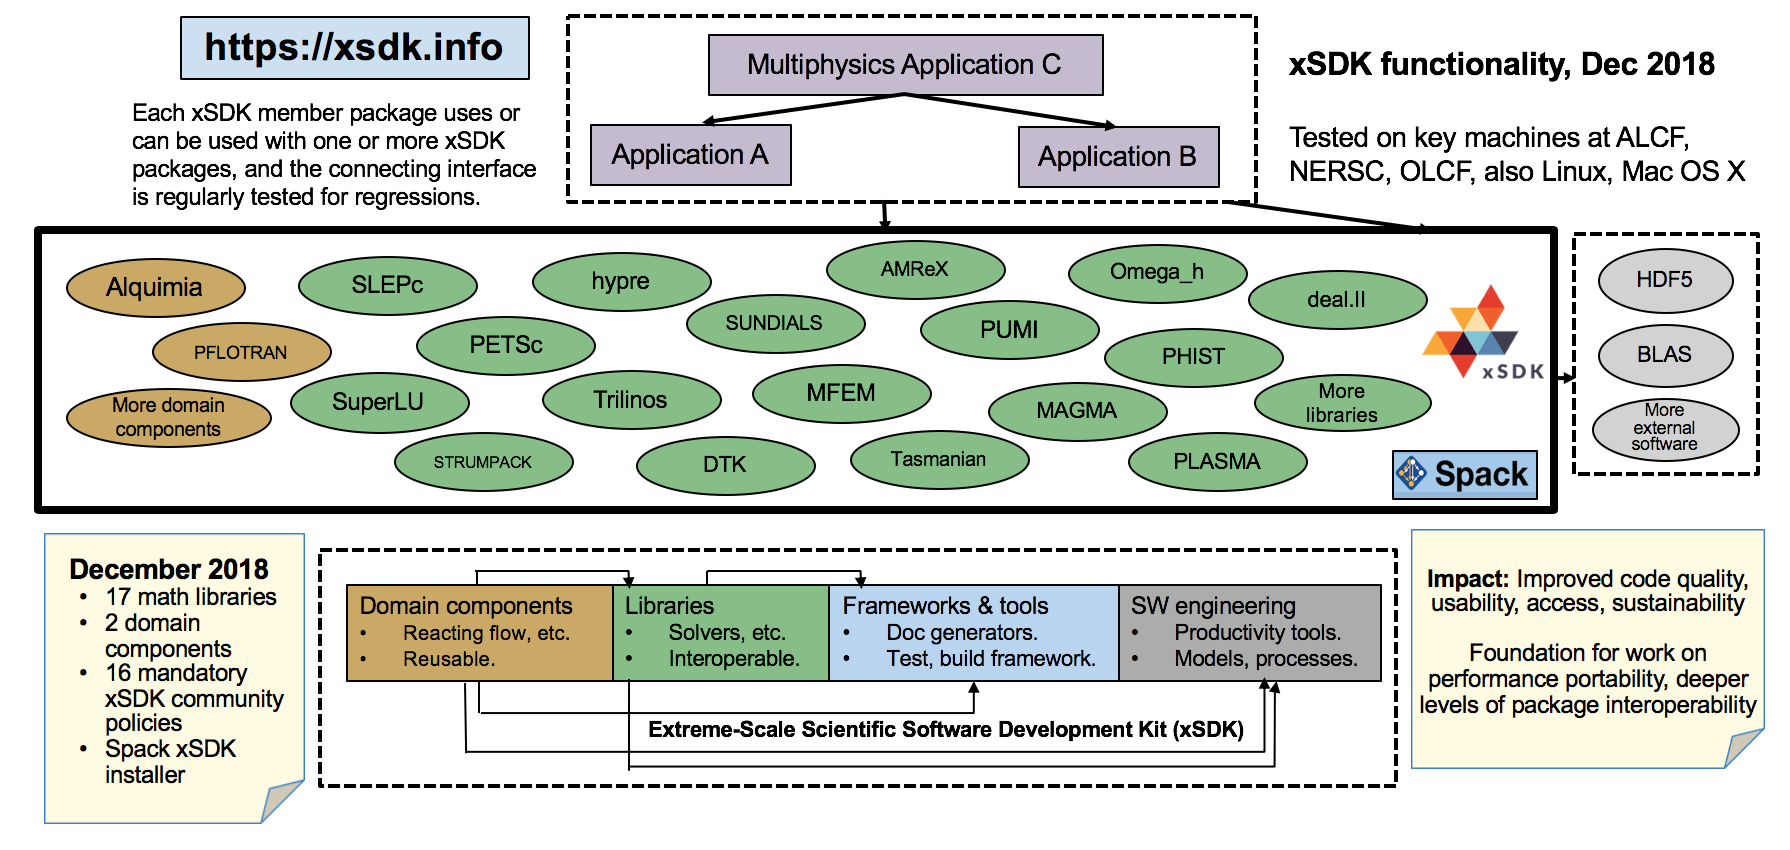 https://xsdk.info
Each xSDK member package uses or
can be used with one or more xSDK
packages, and the connecting interface
is regularly tested for regressions.
Multiphysics Application C
Application A
Application B
xSDK functionality, Dec 2018
Tested on key machines at ALCF,
NERSC, OLCF, also Linux, Mac OS X
Alquimia
PFLOTRAN
More domain
components
SLEPc
hypre
AMReX
Omega_h
deal.II
PETSc
SUNDIALS
PUMI
PHIST
SuperLU
Trilinos
MFEM
MAGMA
More
libraries
STRUMPACK
DTK
Tasmanian
PLASMA
xSDK
Spack
HDF5
BLAS
More
external
software
December 2018
• 17 math libraries
• 2 domain
components
• 16 mandatory
xSDK community
policies
• Spack xSDK
installer
Domain components
• Reacting flow, etc.
• Reusable.
Libraries
• Solvers, etc.
• Interoperable.
Frameworks & tools
• Doc generators.
• Test, build framework.
SW engineering
• Productivity tools.
• Models, processes.
Extreme-Scale Scientific Software Development Kit (xSDK)
Impact: Improved code quality,
usability, access, sustainability
Foundation for work on
performance portability, deeper
levels of package interoperability